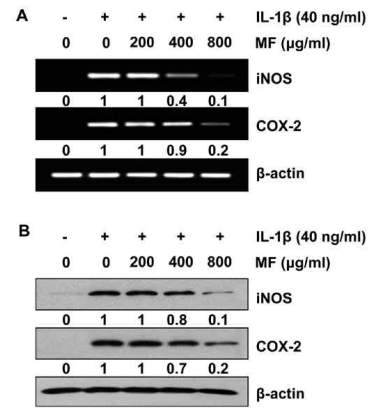 A - + + + + IL-1β (40 ng/ml)
0 0 200 400 800 MF (μg/ml)
iNOS
0 1 1 0.4 0.1
COX-2
0 1 1 0.9 0.2
β-actin
B - + + + + IL-1β (40 ng/ml)
0 0 200 400 800 MF (μg/ml)
iNOS
0 1 1 0.8 0.1
COX-2
0 1 1 0.7 0.2
β-actin